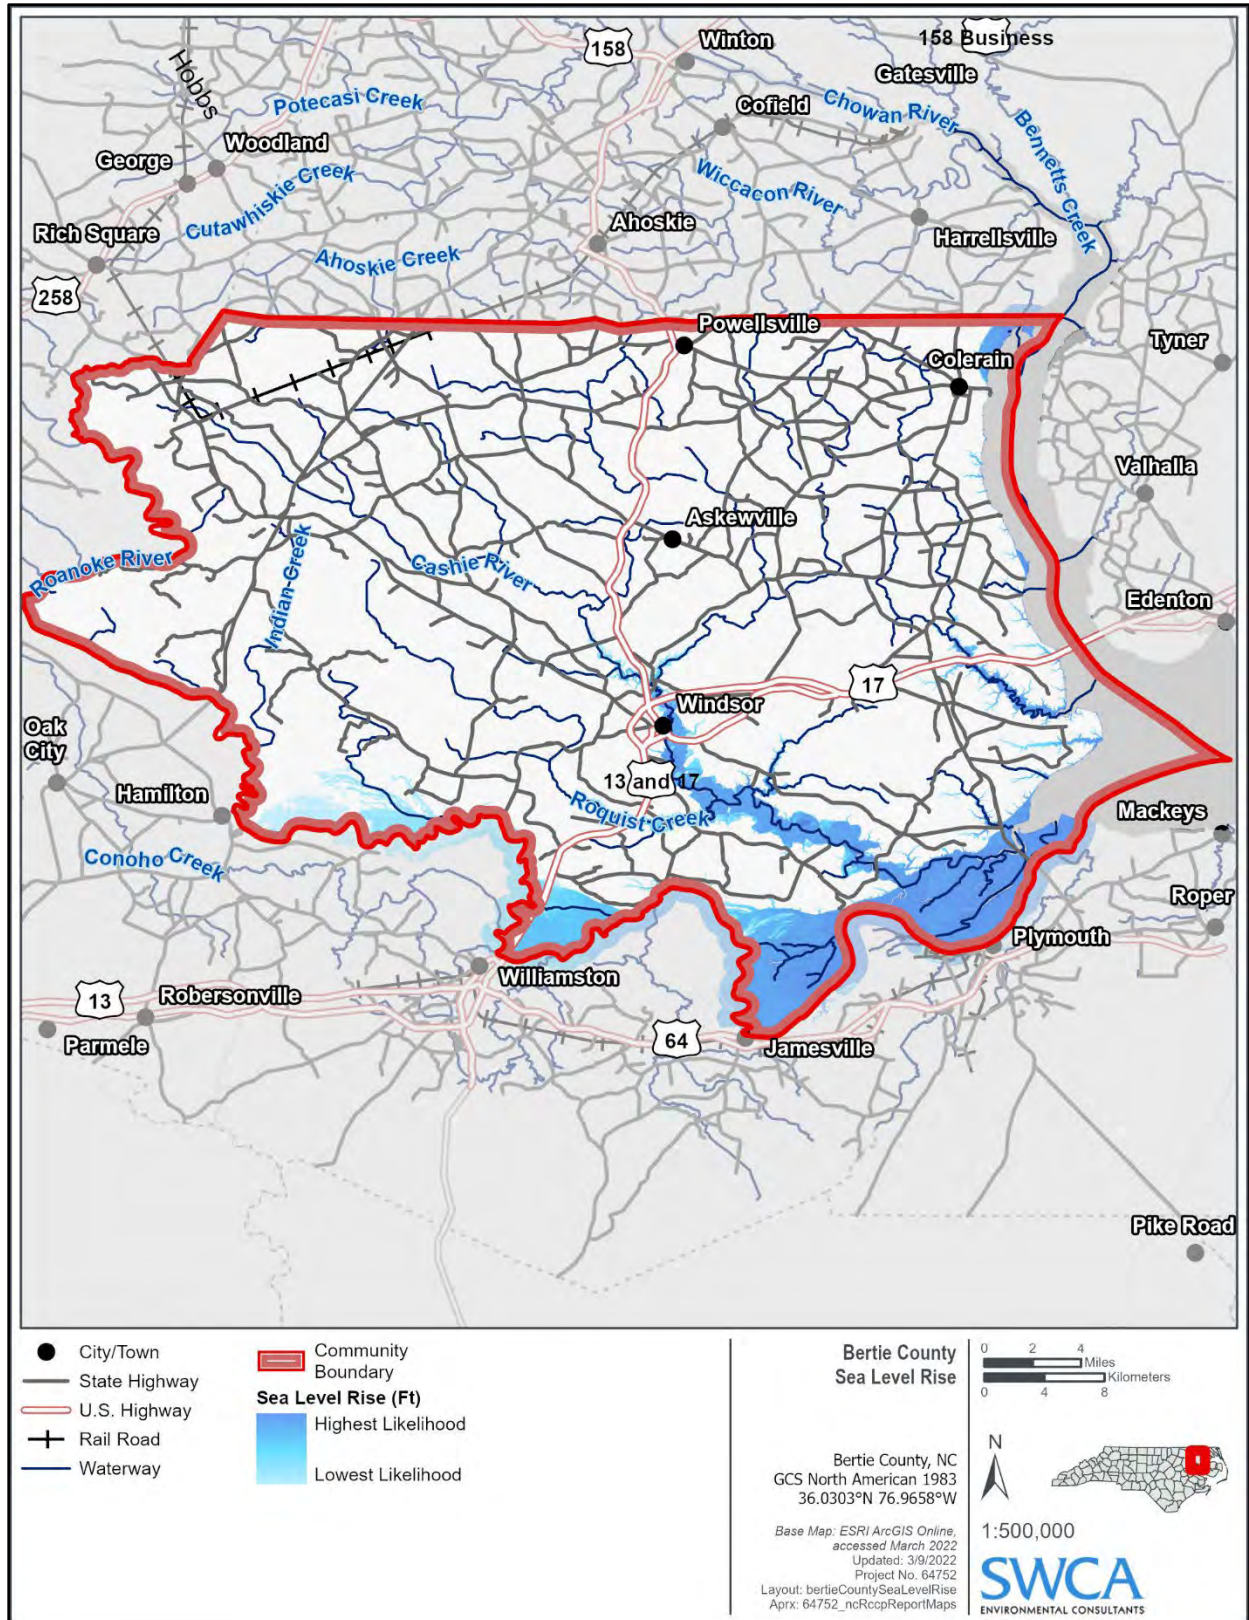 158
Winton
158 Business
Gatesville
Hobbs
Potecasi Creek
Cofield
Chowan River
Bennetts Creek
George
Woodland
Wiccacon River
Cutawhiskie Creek
Rich Square
Ahoskie
Harrellsville
Ahoskie Creek
258
Powellsville
Tyner
Colerain
Valhalla
Askewville
Roanoke River
Indian Creek
Cashie River
Edenton
17
Windsor
Oak
City
13 and 17
Hamilton
Roquist Creek
Mackeys
Conoho Creek
Roper
Plymouth
Williamston
13
Robersonville
64
Parmele
Jamesville
Pike Road
City/Town
State Highway
U.S. Highway
Rail Road
Waterway
Community
Boundary
Sea Level Rise (Ft)
Highest Likelihood
Lowest Likelihood
Bertie County
Sea Level Rise
Bertie County, NC
GCS North American 1983
36.0303°N 76.9658°W
Base Map: ESRI ArcGIS Online,
accessed March 2022
Updated: 3/9/2022
Project No. 64752
Layout: bertieCountySeaLevelRise
Aprx: 64752_ncRccpReportMaps
0 2 4
Miles
Kilometers
0 4 8
N
1:500,000
SWCA
ENVIRONMENTAL CONSULTANTS